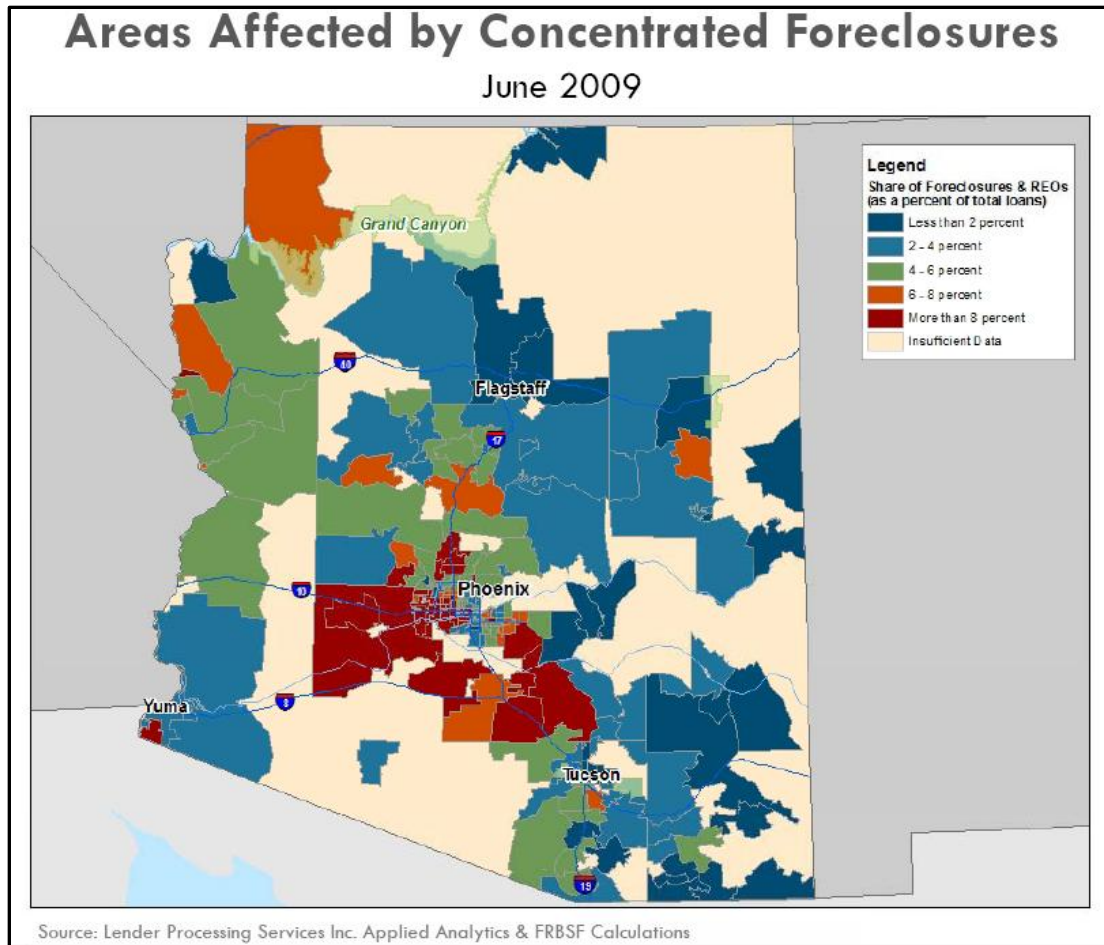 Areas Affected by Concentrated Foreclosures
June 2009
Legend
Share of Foreclosures & REOs
(as a percent of total loans)
Less than 2 percent
2 - 4 percent
4 - 6 percent
6 - 8 percent
More than 8 percent
Insufficient Data
Grand Canyon
40
Flagstaff
17
10
Phoenix
8
Yuma
Tucson
19
Source: Lender Processing Services Inc. Applied Analytics & FRBSF Calculations